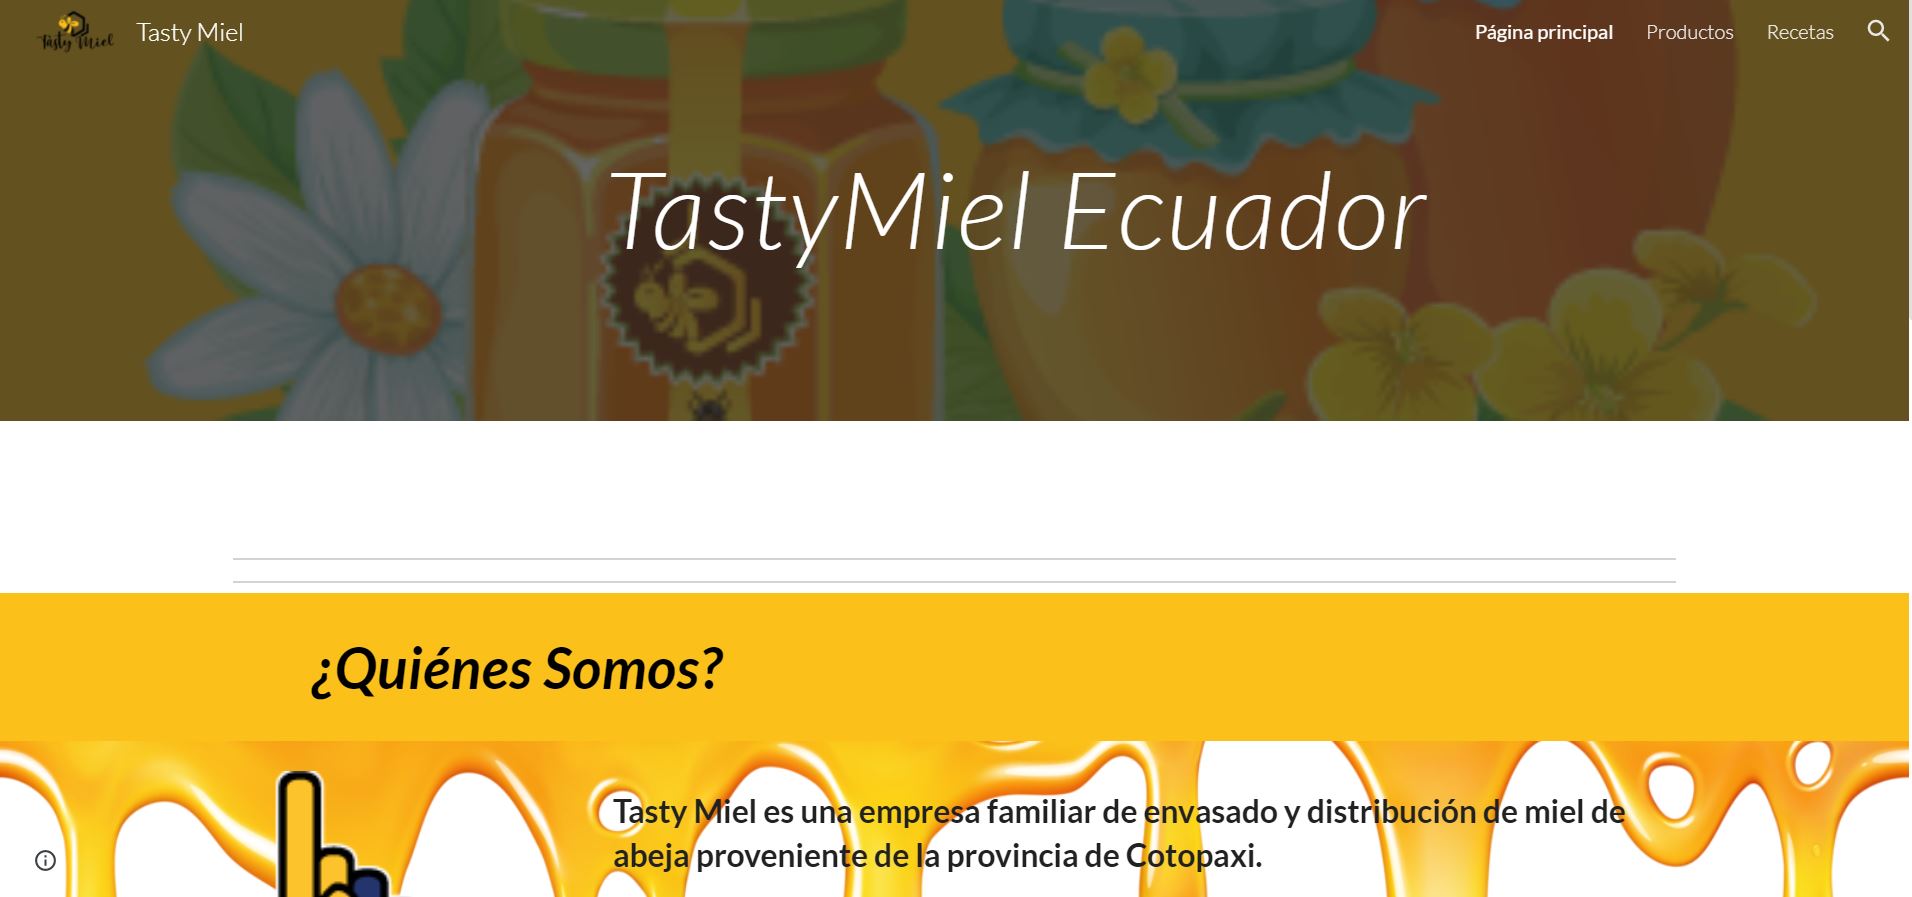 Tasty Miel
Tasty Miel
Página principal
Productos
Recetas
TastyMiel Ecuador
¿Quiénes Somos?
Tasty Miel es una empresa familiar de envasado y distribución de miel de
abeja proveniente de la provincia de Cotopaxi.